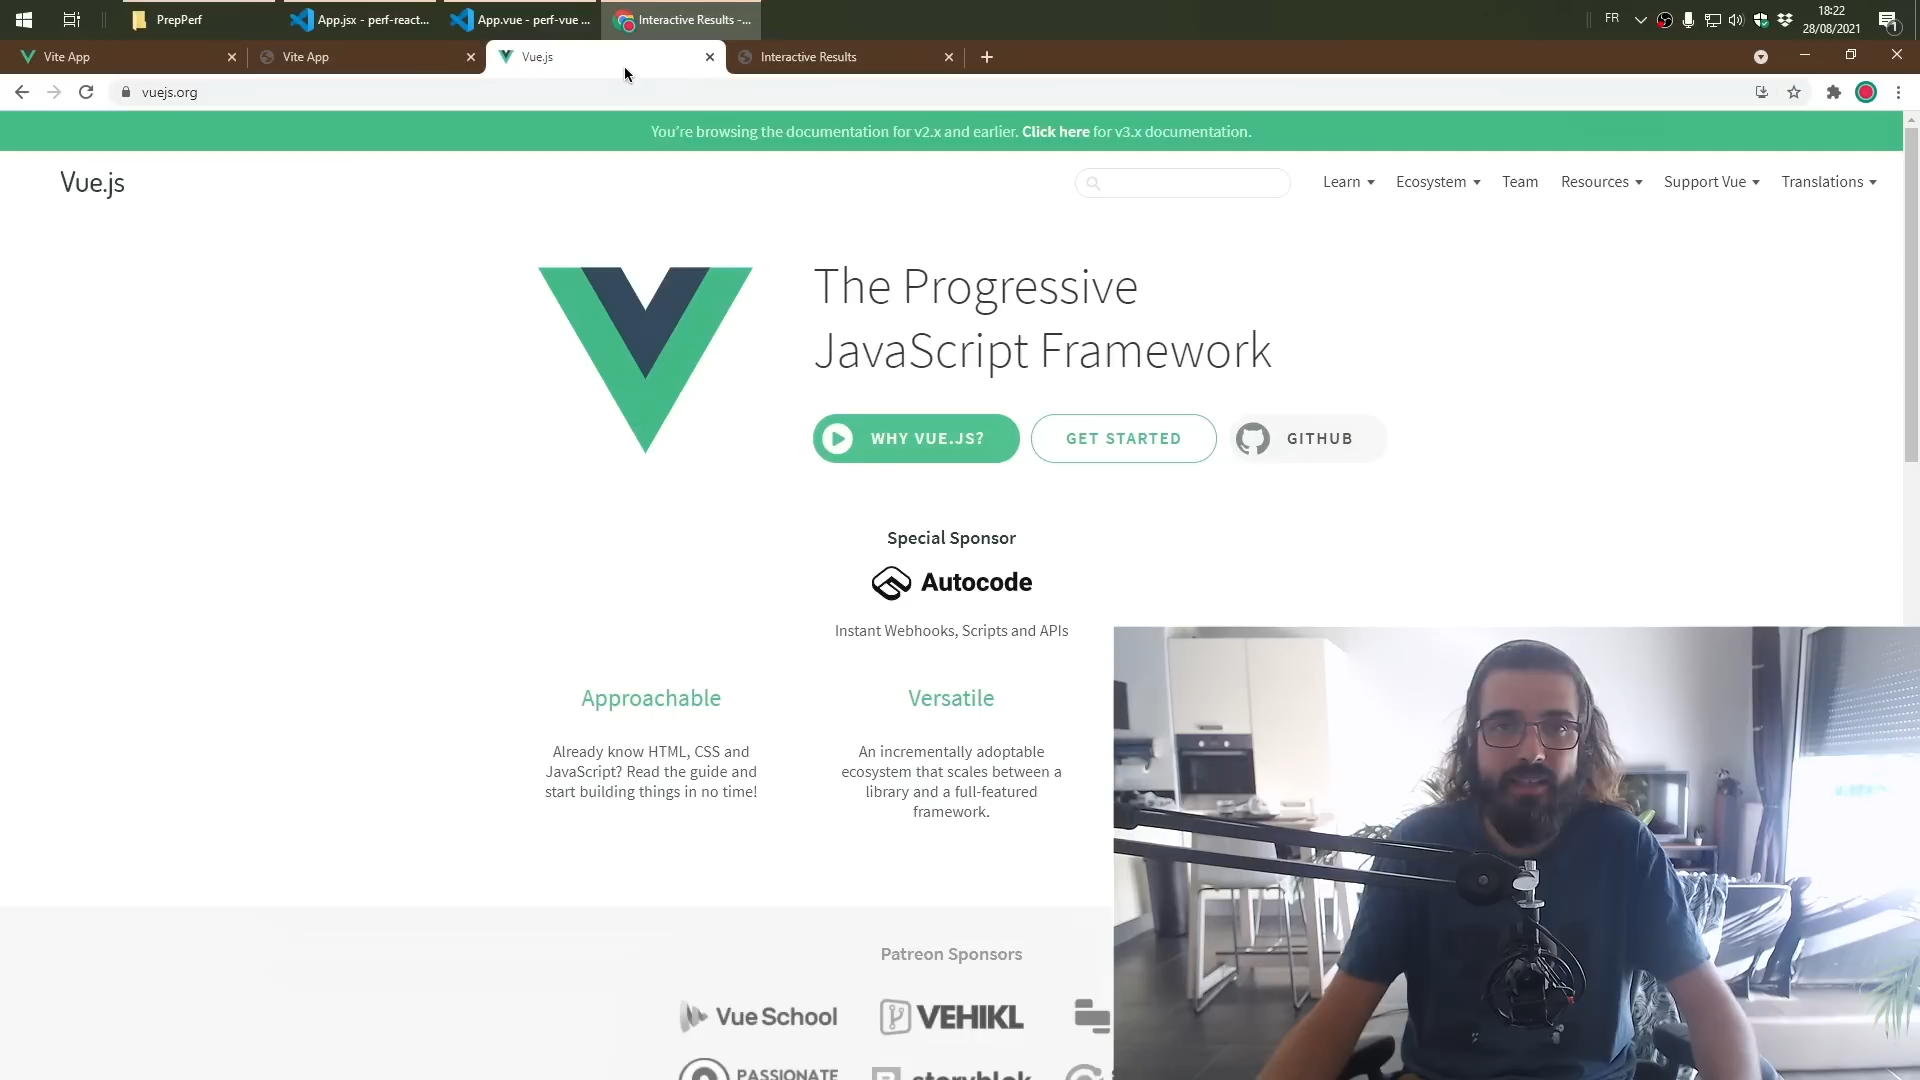 PrepPerf
App.jsx - perf-react...
App.vue - perf-vue ...
Interactive Results -...
FR
18:22
28/08/2021
1
Vite App
Vite App
Vue.js
Interactive Results
vuejs.org
You're browsing the documentation for v2.x and earlier. Click here for v3.x documentation.
Vue.js
Learn
Ecosystem
Team
Resources
Support Vue
Translations
The Progressive
JavaScript Framework
WHY VUE.JS?
GET STARTED
GITHUB
Special Sponsor
Autocode
Instant Webhooks, Scripts and APIs
Approachable
Already know HTML, CSS and
JavaScript? Read the guide and
start building things in no time!
Versatile
An incrementally adoptable
ecosystem that scales between a
library and a full-featured
framework.
Patreon Sponsors
Vue School
VEHIKL
PASSIONATE
storyblok